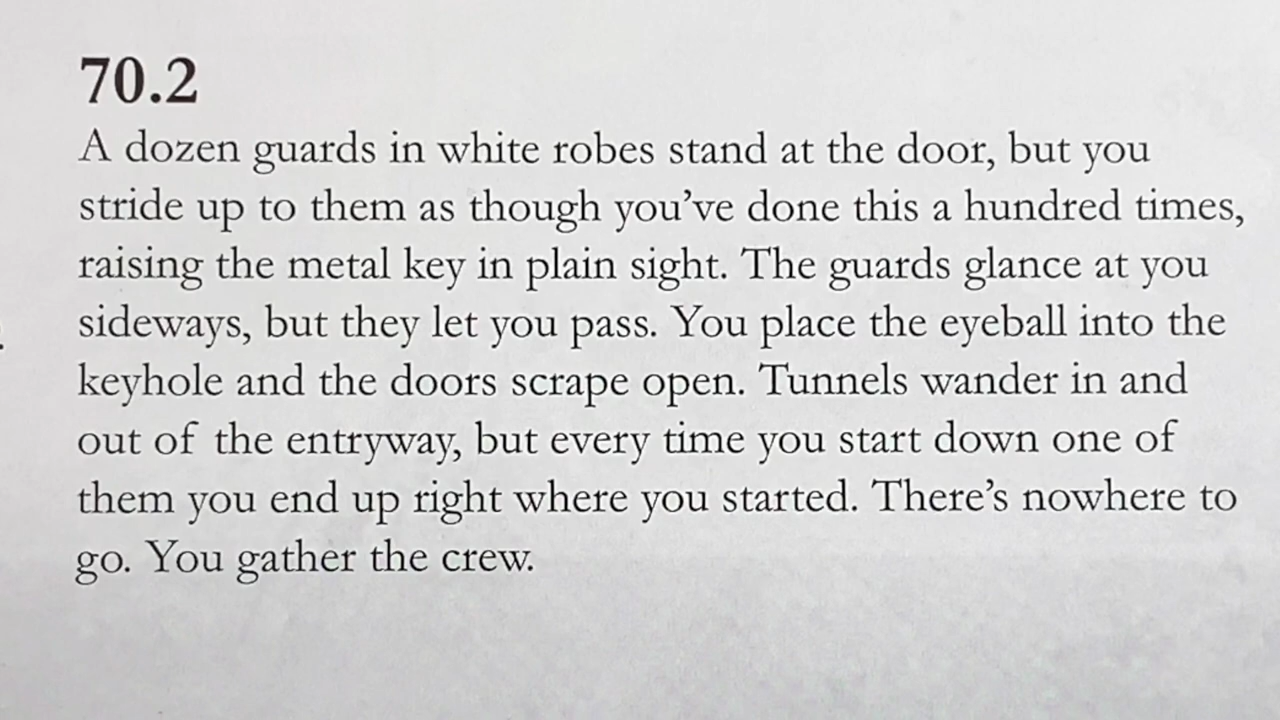 70.2
A dozen guards in white robes stand at the door, but you
stride up to them as though you’ve done this a hundred times,
raising the metal key in plain sight. The guards glance at you
sideways, but they let you pass. You place the eyeball into the
keyhole and the doors scrape open. Tunnels wander in and
out of the entryway, but every time you start down one of
them you end up right where you started. There’s nowhere to
go. You gather the crew.